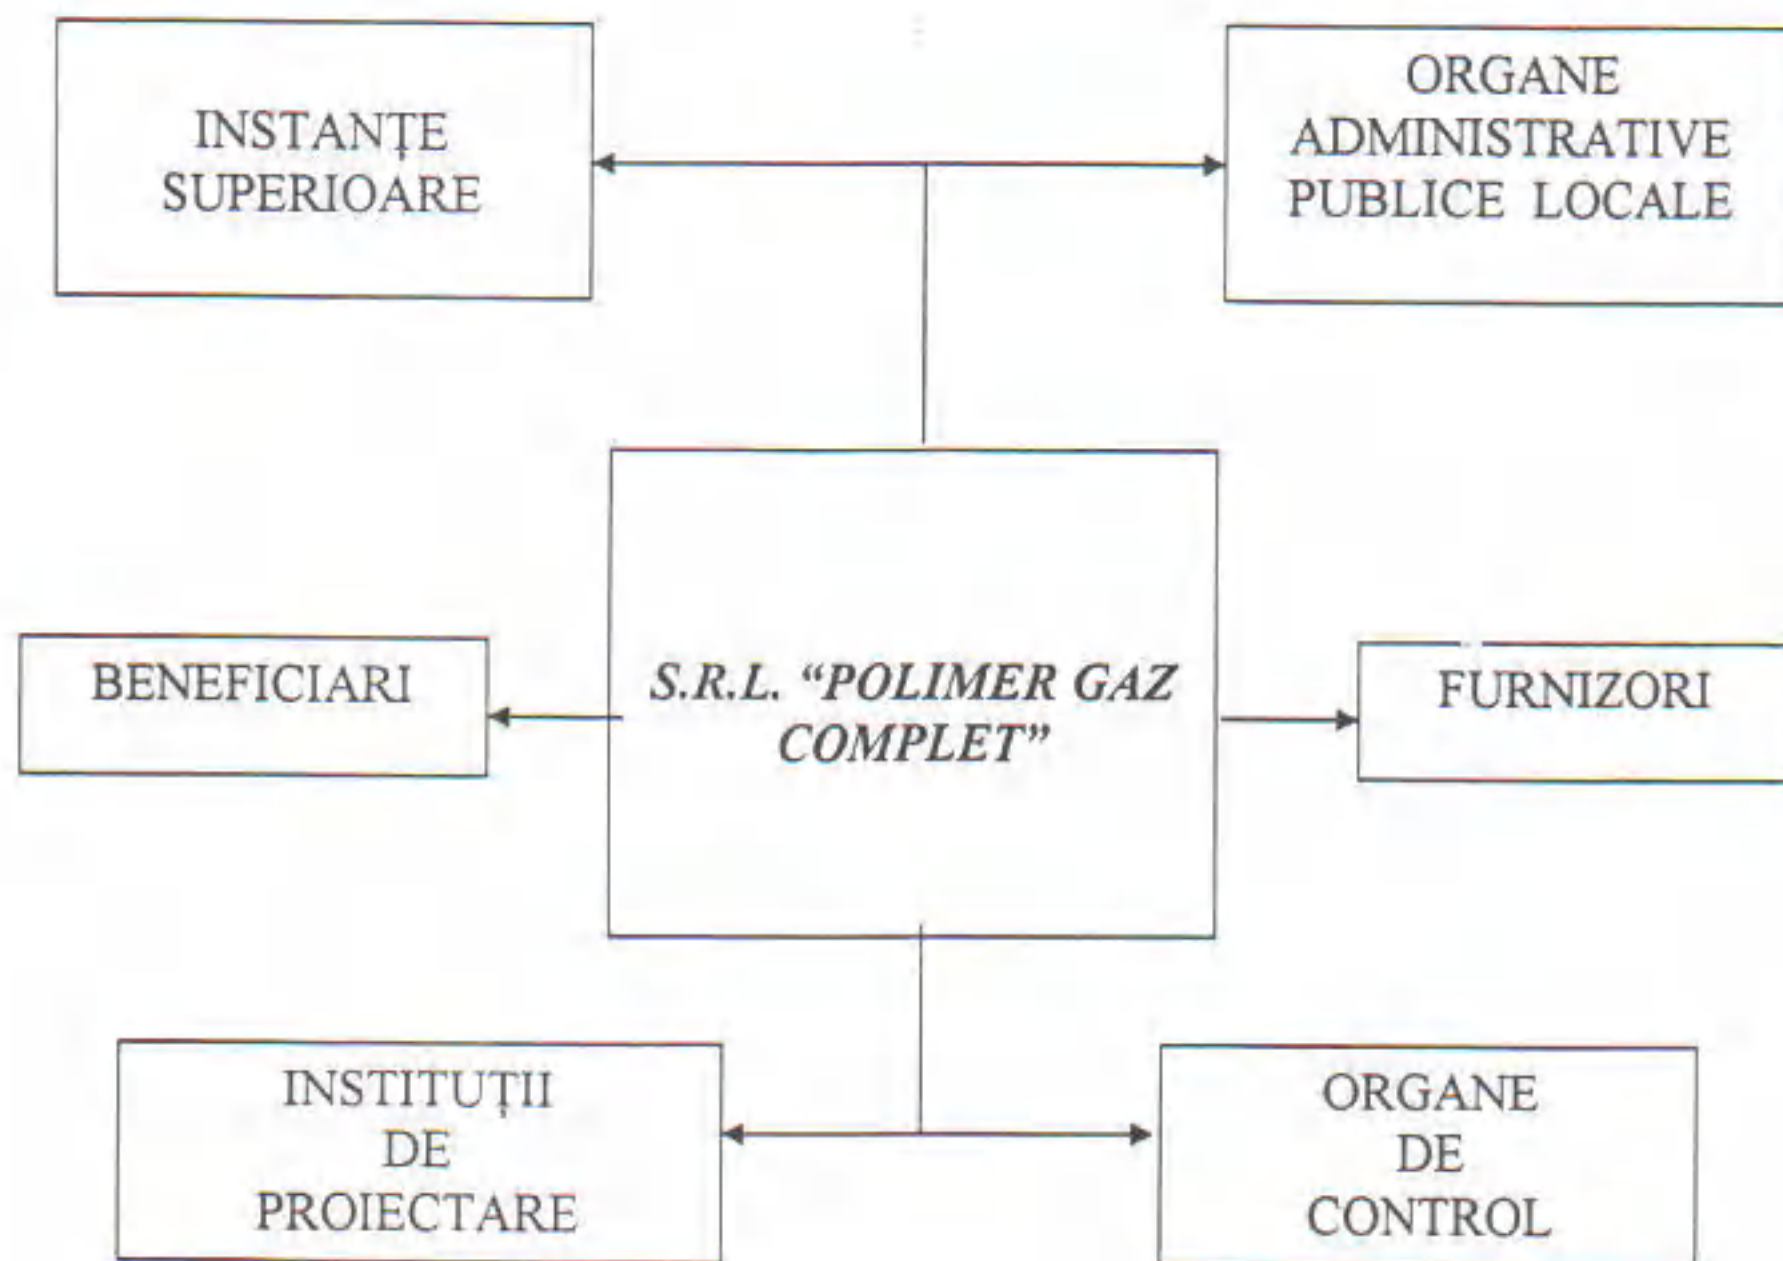 INSTANȚE
SUPERIOARE
ORGANE
ADMINISTRATIVE
PUBLICE LOCALE
BENEFICIARI
S.R.L. “POLIMER GAZ
COMPLET”
FURNIZORI
INSTITUȚII
DE
PROIECTARE
ORGANE
DE
CONTROL